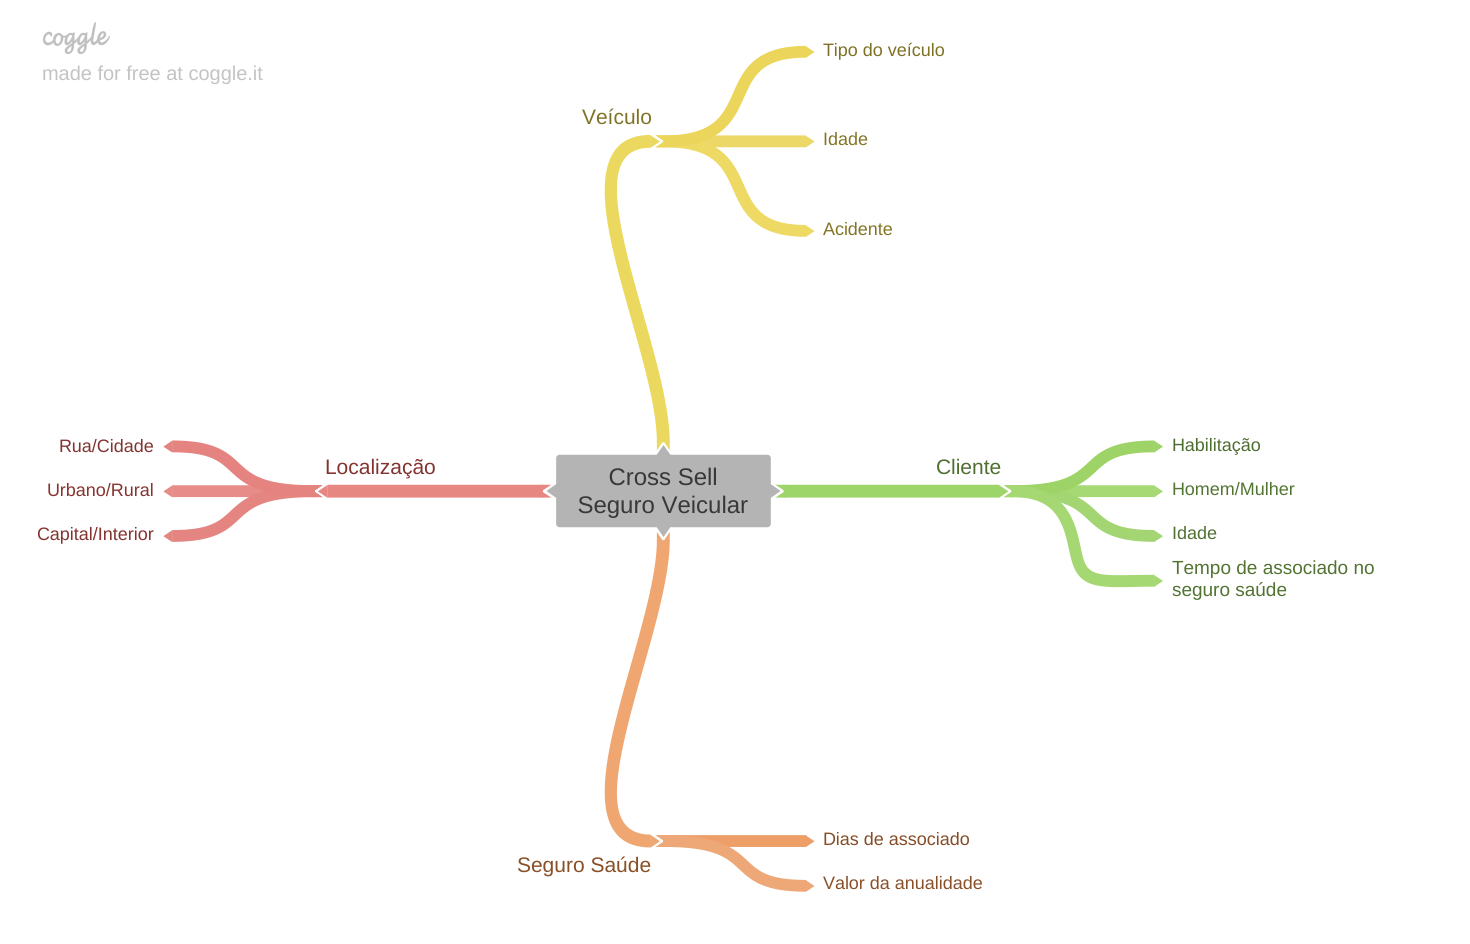 coggle
made for free at coggle.it
Tipo do veículo
Veículo
Idade
Acidente
Rua/Cidade
Localização
Urbano/Rural
Capital/Interior
Cross Sell
Seguro Veicular
Cliente
Habilitação
Homem/Mulher
Idade
Tempo de associado no
seguro saúde
Seguro Saúde
Dias de associado
Valor da anualidade